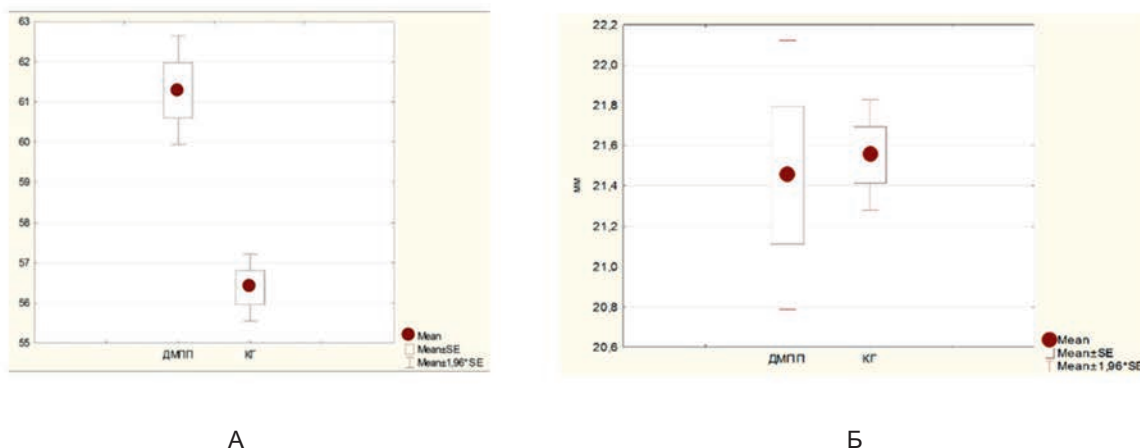 63
62
61
60
59
58
57
56
55
ДМПП КГ
Mean
Mean±SE
Mean±1,96*SE
А
22,2
22,0
21,8
21,6
21,4
21,2
21,0
20,8
20,6
мм
ДМПП КГ
Mean
Mean±SE
Mean±1,96*SE
Б